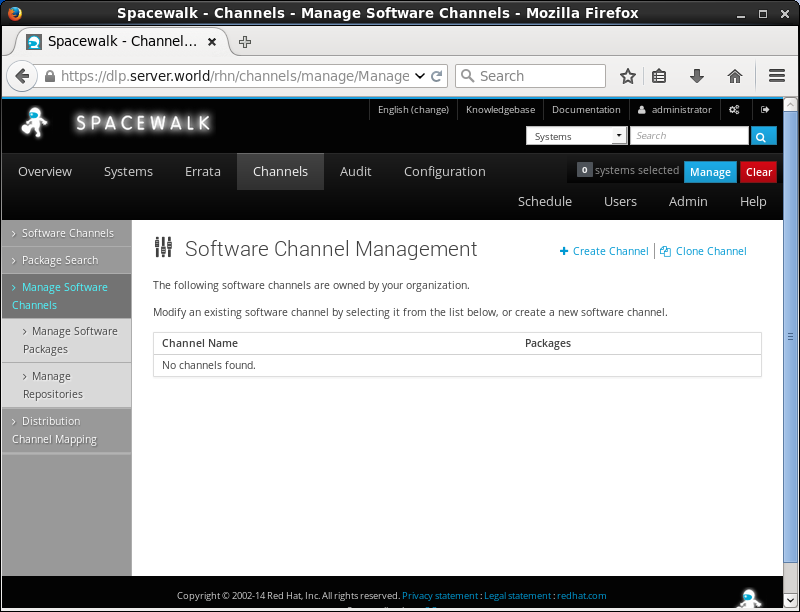 Spacewalk - Channels - Manage Software Channels - Mozilla Firefox
Spacewalk - Channel...
https://dlp.server.world/rhn/channels/manage/Manage
Search
English (change)
Knowledgebase
Documentation
administrator
SPACEWALK
Systems
Search
Overview
Systems
Errata
Channels
Audit
Configuration
0 systems selected
Manage
Clear
Schedule
Users
Admin
Help
Software Channels
Package Search
Manage Software
Channels
Manage Software
Packages
Manage
Repositories
Distribution
Channel Mapping
Software Channel Management
Create Channel
Clone Channel
The following software channels are owned by your organization.
Modify an existing software channel by selecting it from the list below, or create a new software channel.
Channel Name
Packages
No channels found.
Copyright © 2002-14 Red Hat, Inc. All rights reserved. Privacy statement : Legal statement : redhat.com